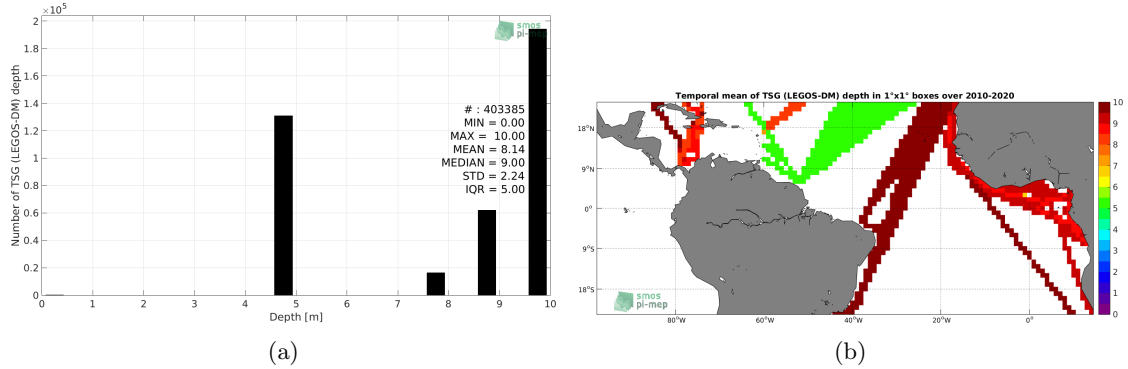 ×10⁵
2
1.8
1.6
1.4
1.2
1
0.8
0.6
0.4
0.2
0
Number of TSG (LEGOS-DM) depth
smos
pi-mep
# : 403385
MIN = 0.00
MAX = 10.00
MEAN = 8.14
MEDIAN = 9.00
STD = 2.24
IQR = 5.00
0 1 2 3 4 5 6 7 8 9 10
Depth [m]
(a)
Temporal mean of TSG (LEGOS-DM) depth in 1°x1° boxes over 2010-2020
18°N
9°N
0°
9°S
18°S
smos
pi-mep
80°W 60°W 40°W 20°W 0°
10
9
8
7
6
5
4
3
2
1
0
(b)